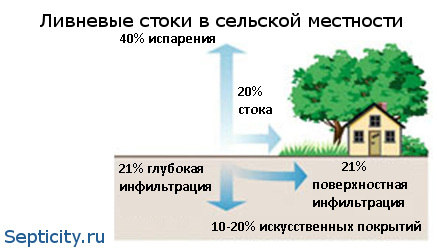 Ливневые стоки в сельской местности
40% испарения
20%
стока
21% глубокая
инфильтрация
21%
поверхностная
инфильтрация
10-20% искусственных покрытий
Septicity.ru